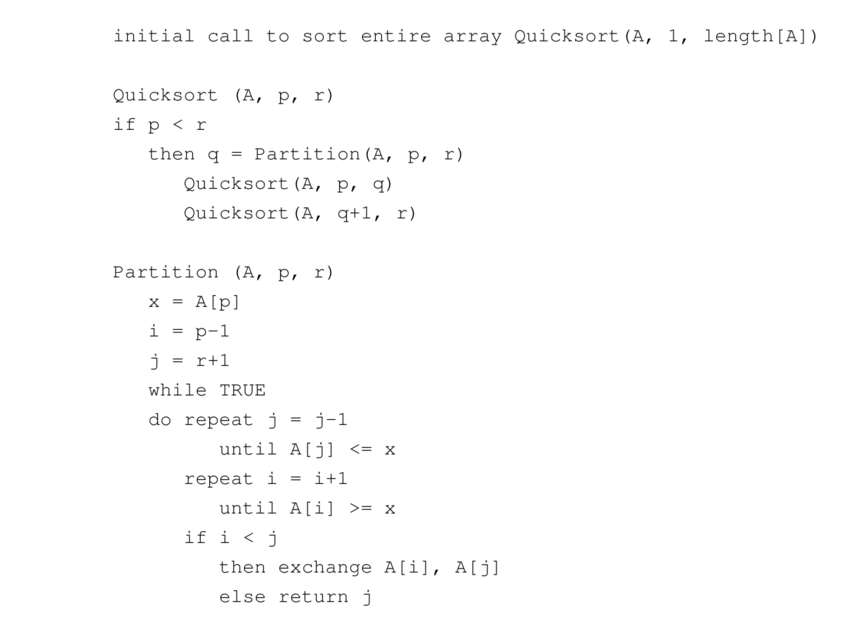 initial call to sort entire array Quicksort(A, 1, length[A])
Quicksort (A, p, r)
if p < r
then q = Partition(A, p, r)
Quicksort(A, p, q)
Quicksort(A, q+1, r)
Partition (A, p, r)
x = A[p]
i = p-1
j = r+1
while TRUE
do repeat j = j-1
until A[j] <= x
repeat i = i+1
until A[i] >= x
if i < j
then exchange A[i], A[j]
else return j